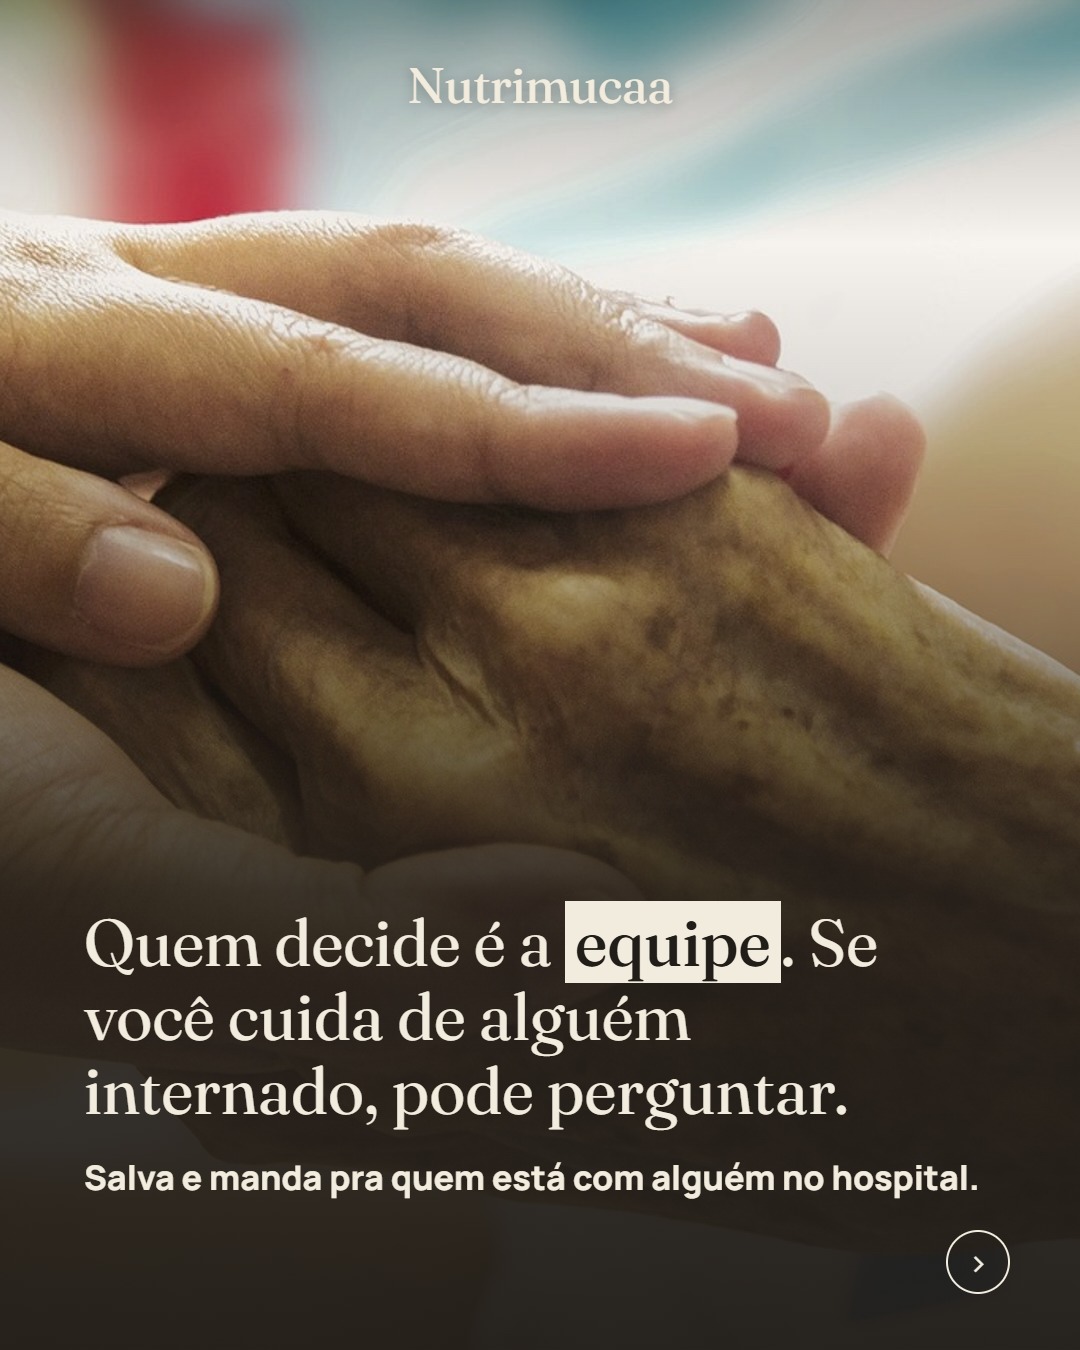 Nutrimucaa
Quem decide é a equipe. Se
você cuida de alguém
internado, pode perguntar.
Salva e manda pra quem está com alguém no hospital.